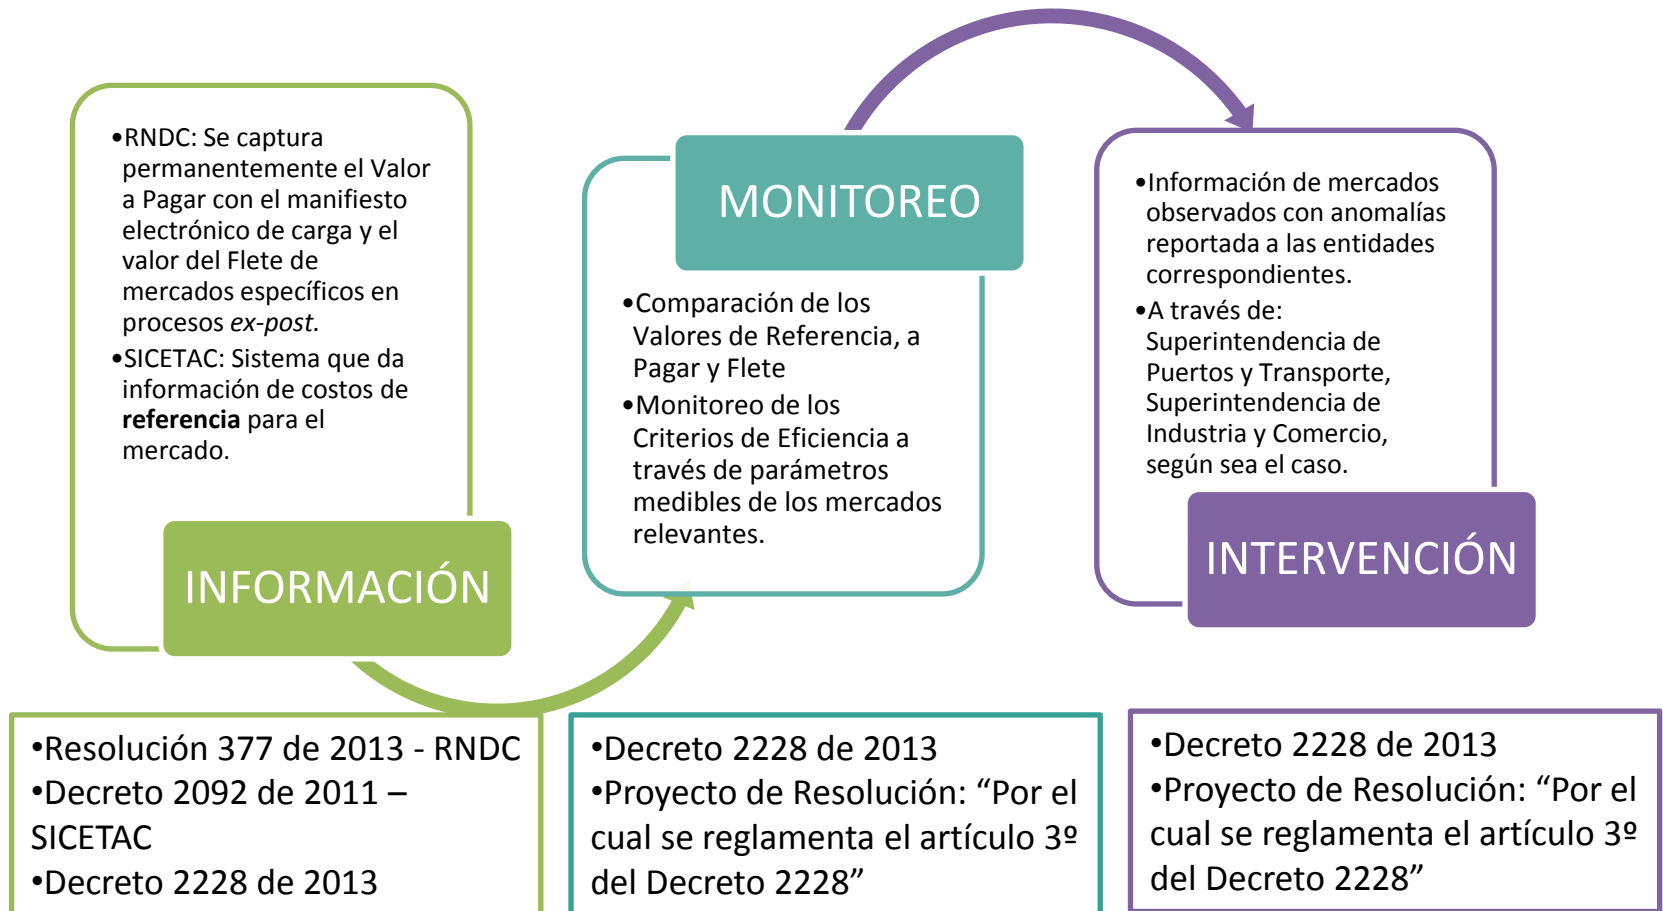 •RNDC: Se captura
permanentemente el Valor
a Pagar con el manifiesto
electrónico de carga y el
valor del Flete de
mercados específicos en
procesos ex-post.
•SICETAC: Sistema que da
información de costos de
referencia para el
mercado.
INFORMACIÓN
MONITOREO
•Comparación de los
Valores de Referencia, a
Pagar y Flete
•Monitoreo de los
Criterios de Eficiencia a
través de parámetros
medibles de los mercados
relevantes.
•Información de mercados
observados con anomalías
reportada a las entidades
correspondientes.
•A través de:
Superintendencia de
Puertos y Transporte,
Superintendencia de
Industria y Comercio,
según sea el caso.
INTERVENCIÓN
•Resolución 377 de 2013 - RNDC
•Decreto 2092 de 2011 –
SICETAC
•Decreto 2228 de 2013
•Decreto 2228 de 2013
•Proyecto de Resolución: “Por el
cual se reglamenta el artículo 3º
del Decreto 2228”
•Decreto 2228 de 2013
•Proyecto de Resolución: “Por el
cual se reglamenta el artículo 3º
del Decreto 2228”